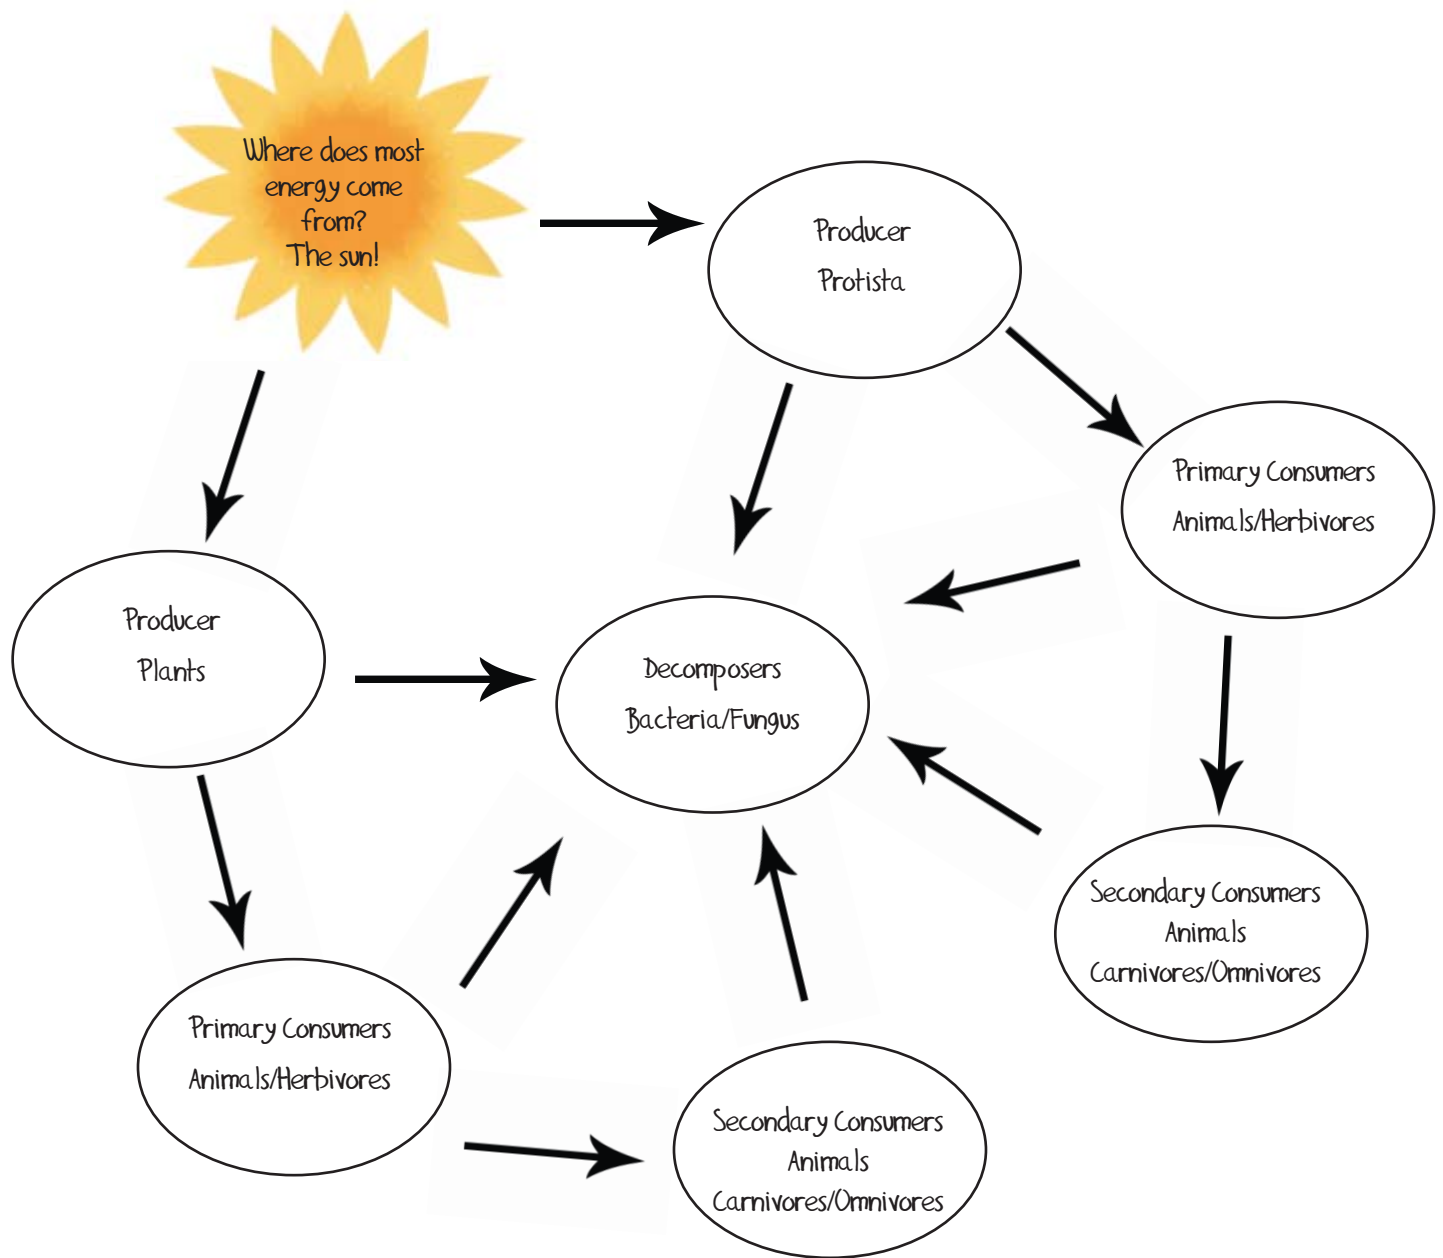 Where does most
energy come
from?
The sun!
Producer
Protista
Primary Consumers
Animals/Herbivores
Producer
Plants
Decomposers
Bacteria/Fungus
Secondary Consumers
Animals
Carnivores/Omnivores
Primary Consumers
Animals/Herbivores
Secondary Consumers
Animals
Carnivores/Omnivores